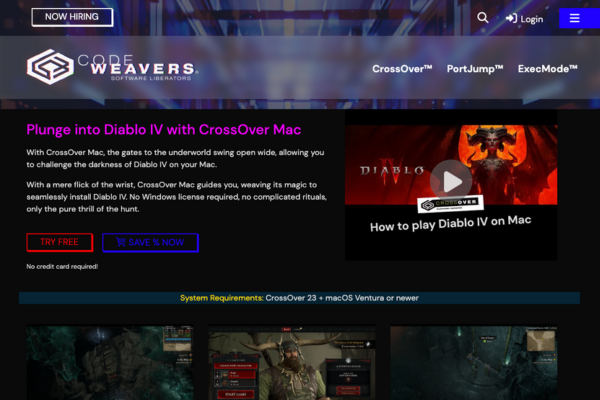 NOW HIRING
Login
CODE
WEAVERS®
SOFTWARE LIBERATORS
CrossOver™
PortJump™
ExecMode™
Plunge into Diablo IV with CrossOver Mac
With CrossOver Mac, the gates to the underworld swing open wide, allowing you
to challenge the darkness of Diablo IV on your Mac.
With a mere flick of the wrist, CrossOver Mac guides you, weaving its magic to
seamlessly install Diablo IV. No Windows license required, no complicated rituals,
only the pure thrill of the hunt.
TRY FREE
SAVE % NOW
No credit card required!
DIABLO
IV
CROSSOVER
How to play Diablo IV on Mac
System Requirements: CrossOver 23 + macOS Ventura or newer
START GAME